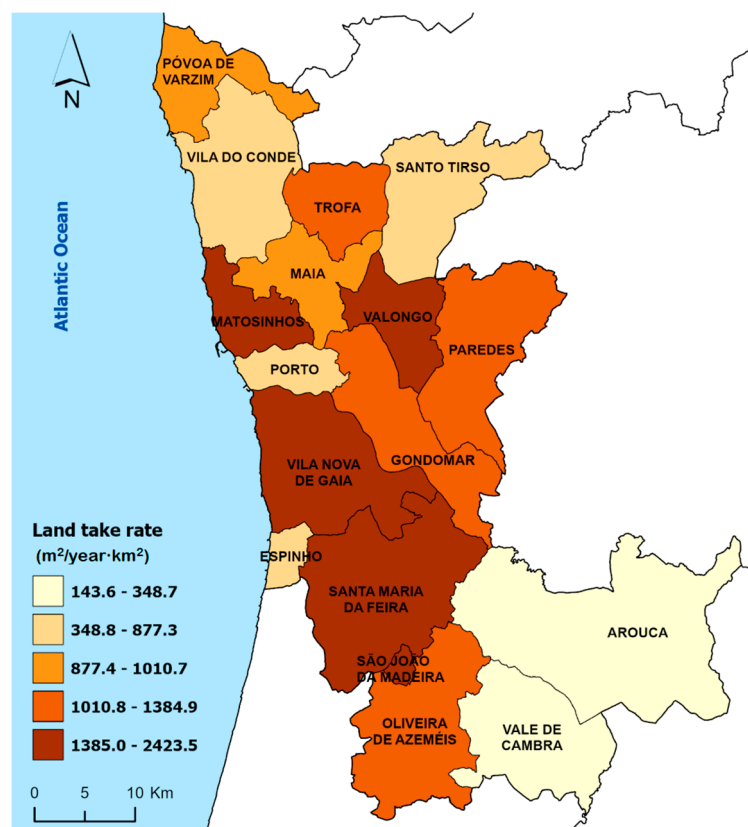 N
Atlantic Ocean
PÓVOA DE
VARZIM
VILA DO CONDE
SANTO TIRSO
TROFA
MAIA
MATOSINHOS
VALONGO
PAREDES
PORTO
GONDOMAR
VILA NOVA
DE GAIA
ESPINHO
SANTA MARIA
DA FEIRA
AROUCA
SÃO JOÃO
DA MADEIRA
OLIVEIRA
DE AZEMÉIS
VALE DE
CAMBRA
Land take rate
(m²/year·km²)
143.6 - 348.7
348.8 - 877.3
877.4 - 1010.7
1010.8 - 1384.9
1385.0 - 2423.5
0 5 10 Km